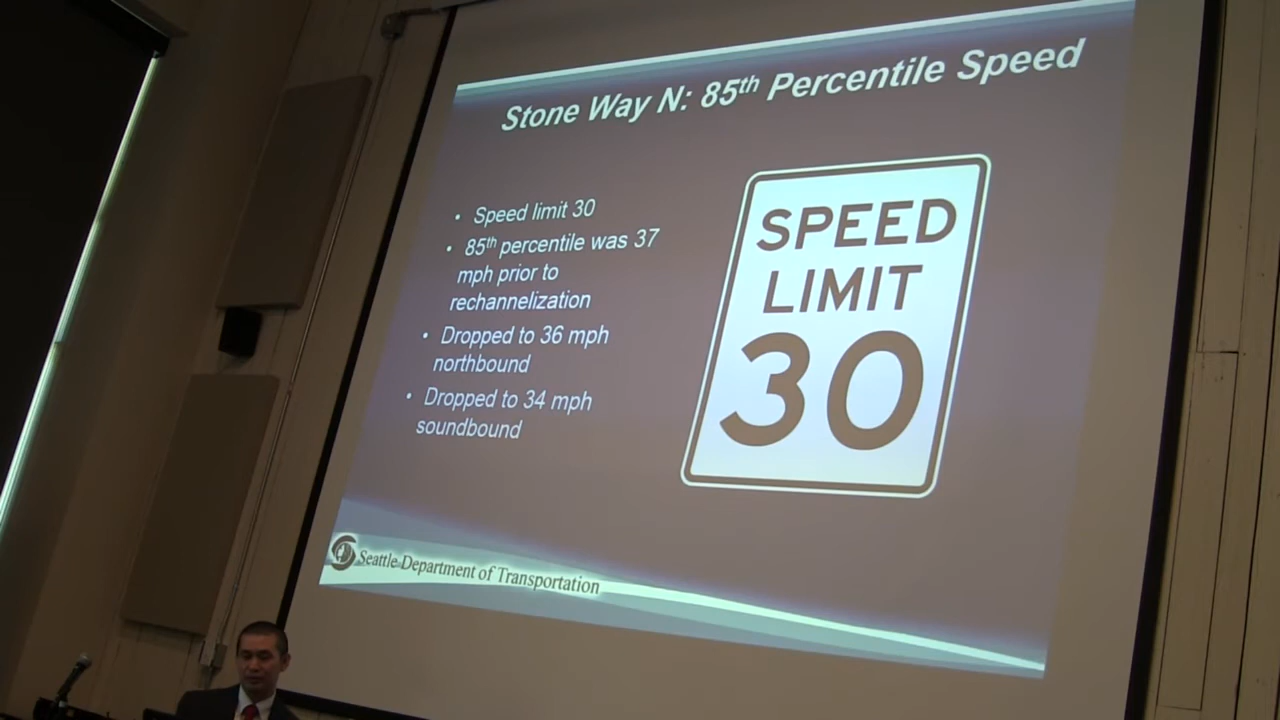 Stone Way N: 85th Percentile Speed
• Speed limit 30
• 85th percentile was 37
mph prior to
rechannelization
• Dropped to 36 mph
northbound
• Dropped to 34 mph
soundbound
SPEED
LIMIT
30
Seattle Department of Transportation